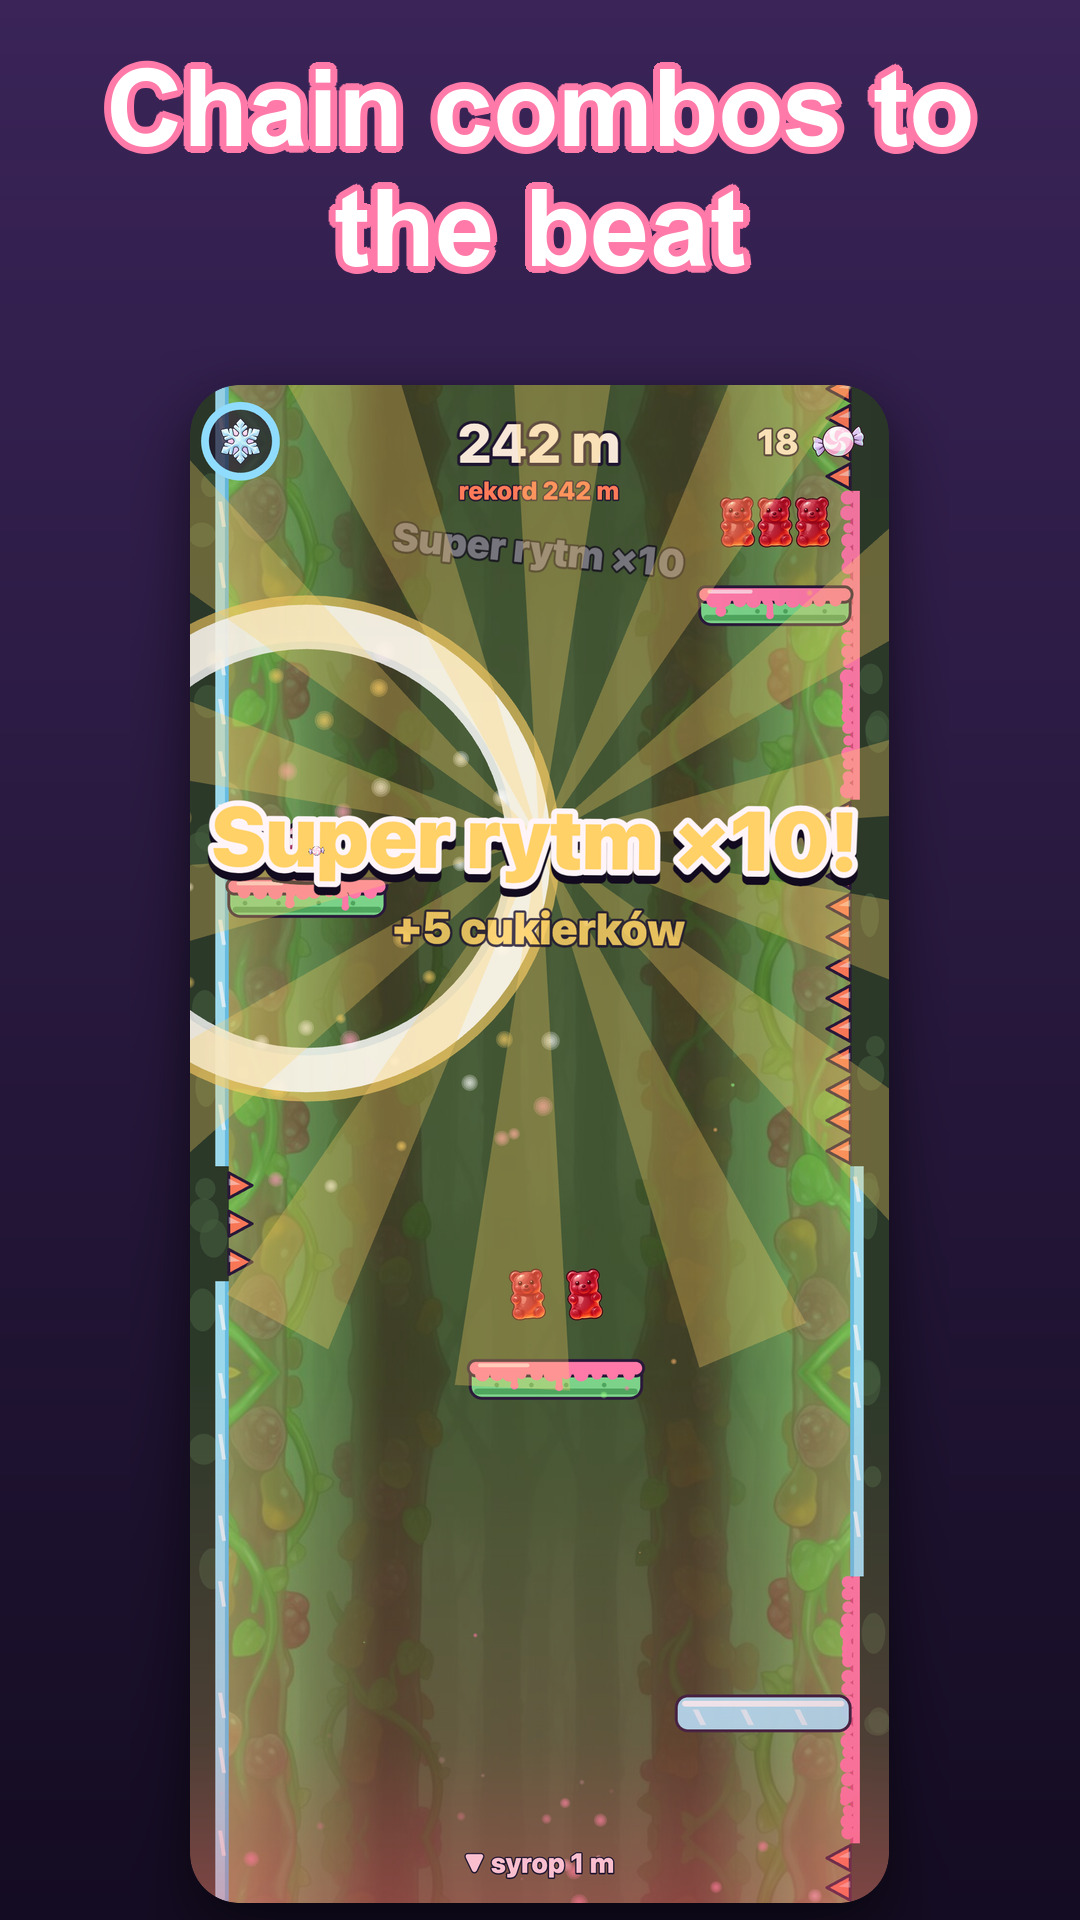 Chain combos to
the beat
242 m
18
rekord 242 m
Super rytm ×10
Super rytm ×10!
+5 cukierków
▼ syrop 1 m